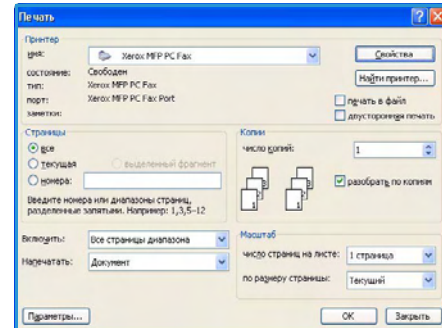 Печать
Принтер
имя: Xerox MFP PC Fax Свойства
состояние: Свободен
Найти принтер...
тип: Xerox MFP PC Fax
порт: Xerox MFP PC Fax Port печать в файл
заметки: двусторонняя печать
Страницы Копии
все число копий: 1
текущая выделенный фрагмент
номера: разобрать по копиям
Введите номера или диапазоны страниц,
разделенные запятыми. Например: 1,3,5–12
Включить: Все страницы диапазона Масштаб
Напечатать: Документ число страниц на листе: 1 страница
по размеру страницы: Текущий
Параметры... ОК Закрыть